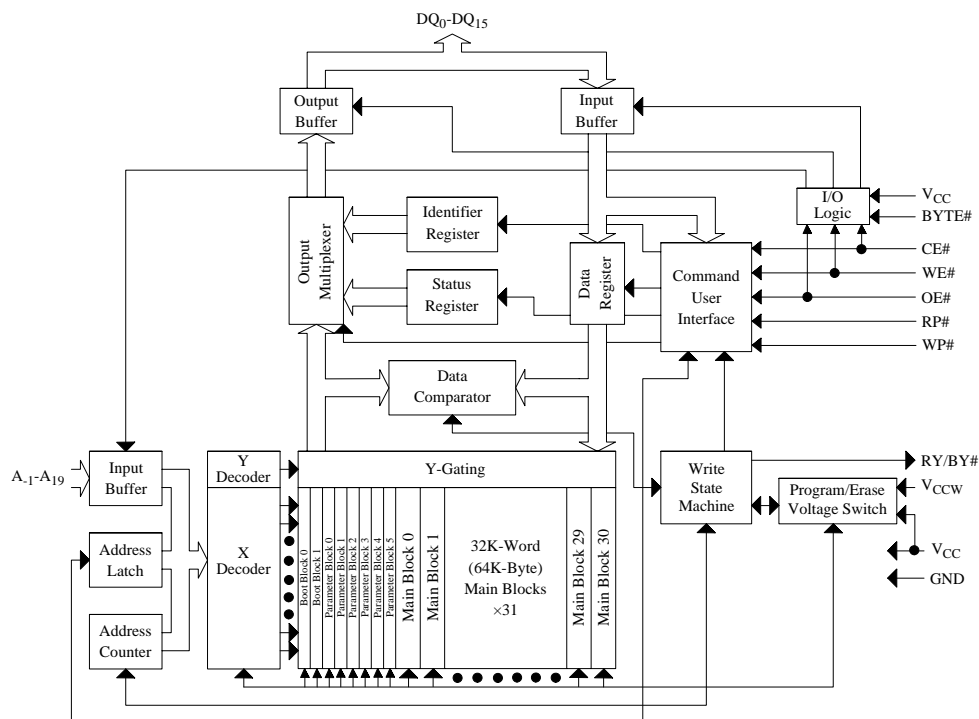 DQ0-DQ15
Output
Buffer
Input
Buffer
I/O
Logic
VCC
BYTE#
CE#
WE#
OE#
RP#
WP#
Output
Multiplexer
Identifier
Register
Status
Register
Data
Register
Command
User
Interface
Data
Comparator
A-1-A19
Input
Buffer
Y
Decoder
Y-Gating
Write
State
Machine
RY/BY#
Program/Erase
Voltage Switch
VCCW
VCC
GND
Address
Latch
Address
Counter
X
Decoder
Boot Block 0
Boot Block 1
Parameter Block 0
Parameter Block 1
Parameter Block 2
Parameter Block 3
Parameter Block 4
Parameter Block 5
Main Block 0
Main Block 1
32K-Word
(64K-Byte)
Main Blocks
×31
Main Block 29
Main Block 30